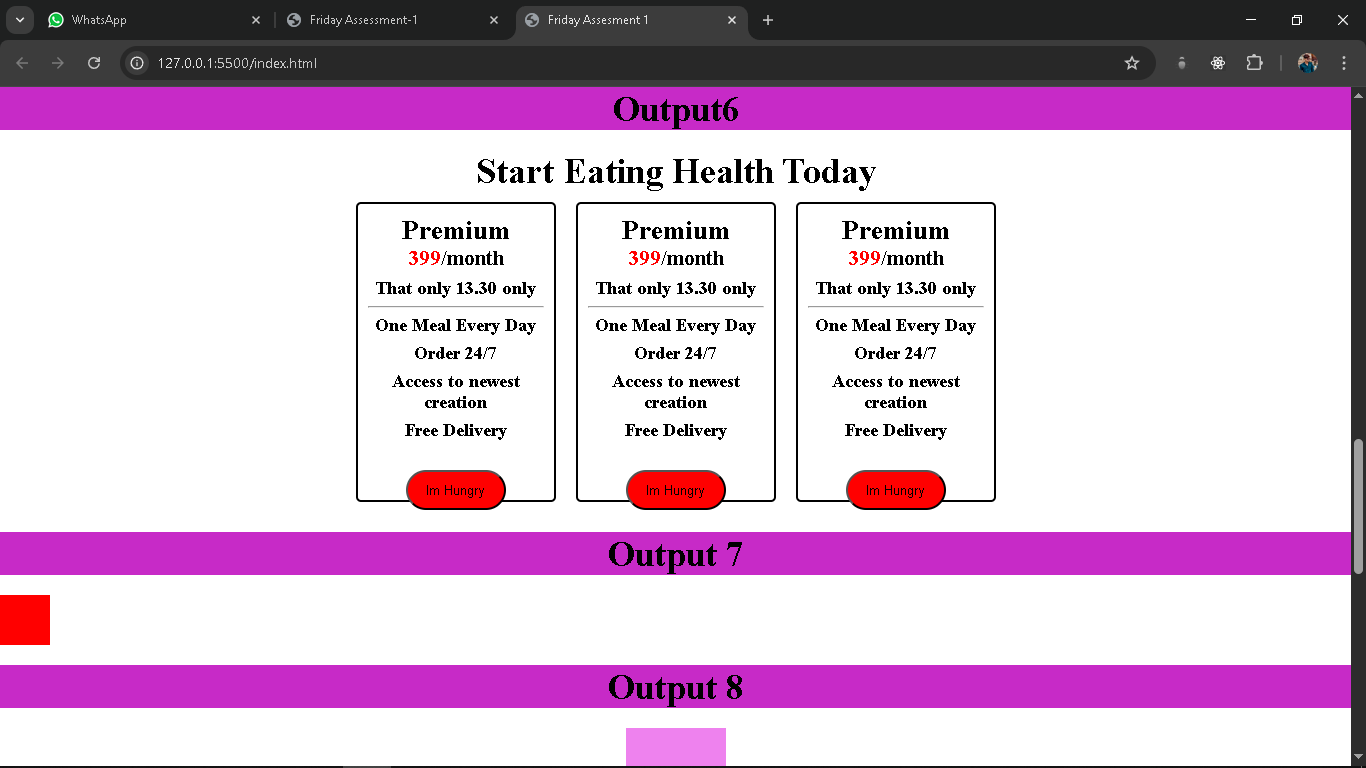 WhatsApp
Friday Assessment-1
Friday Assesment 1
127.0.0.1:5500/index.html
Output6
Start Eating Health Today
Premium
399/month
That only 13.30 only
One Meal Every Day
Order 24/7
Access to newest
creation
Free Delivery
Im Hungry
Premium
399/month
That only 13.30 only
One Meal Every Day
Order 24/7
Access to newest
creation
Free Delivery
Im Hungry
Premium
399/month
That only 13.30 only
One Meal Every Day
Order 24/7
Access to newest
creation
Free Delivery
Im Hungry
Output 7
Output 8